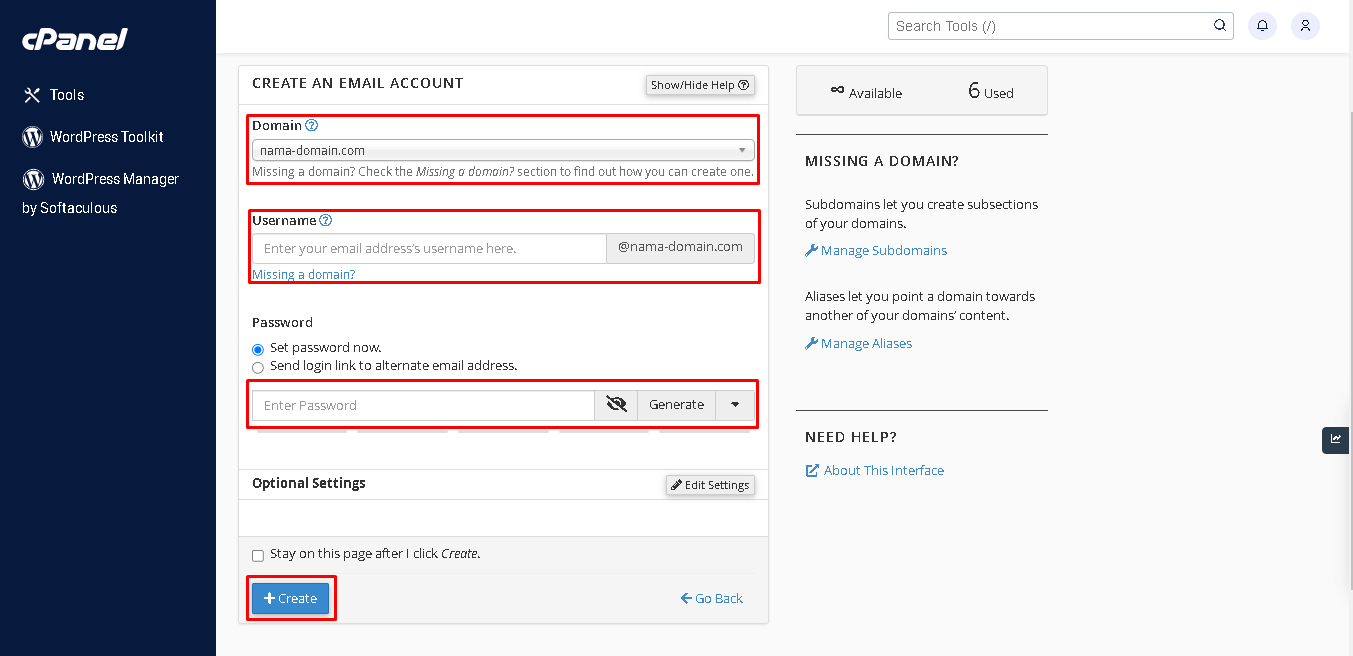 cPanel
Search Tools (/)
Tools
WordPress Toolkit
WordPress Manager
by Softaculous
CREATE AN EMAIL ACCOUNT
Show/Hide Help
Domain
nama-domain.com
Missing a domain? Check the Missing a domain? section to find out how you can create one.
Username
Enter your email address's username here.
@nama-domain.com
Missing a domain?
Password
Set password now.
Send login link to alternate email address.
Enter Password
Generate
Optional Settings
Edit Settings
Stay on this page after I click Create.
Create
Go Back
∞ Available
6 Used
MISSING A DOMAIN?
Subdomains let you create subsections
of your domains.
Manage Subdomains
Aliases let you point a domain towards
another of your domains' content.
Manage Aliases
NEED HELP?
About This Interface